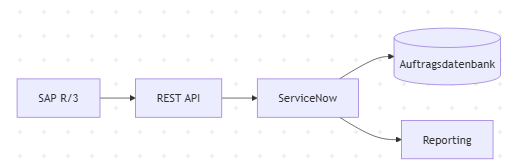 SAP R/3
REST API
ServiceNow
Auftragsdatenbank
Reporting